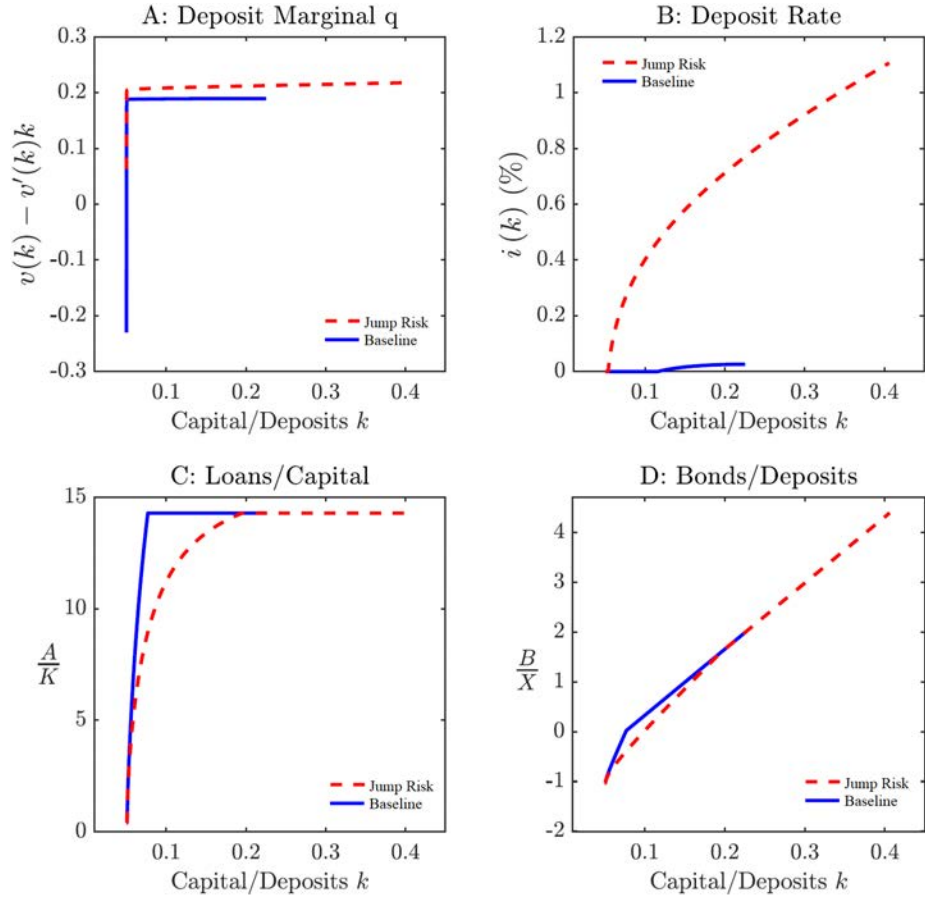 A: Deposit Marginal q
0.3
0.2
0.1
0
-0.1
-0.2
-0.3
v(k) − v′(k)k
Jump Risk
Baseline
0.1 0.2 0.3 0.4
Capital/Deposits k
B: Deposit Rate
1.2
1
0.8
0.6
0.4
0.2
0
i(k) (%)
Jump Risk
Baseline
0.1 0.2 0.3 0.4
Capital/Deposits k
C: Loans/Capital
15
10
5
0
A/K
Jump Risk
Baseline
0.1 0.2 0.3 0.4
Capital/Deposits k
D: Bonds/Deposits
4
3
2
1
0
-1
-2
B/X
Jump Risk
Baseline
0.1 0.2 0.3 0.4
Capital/Deposits k